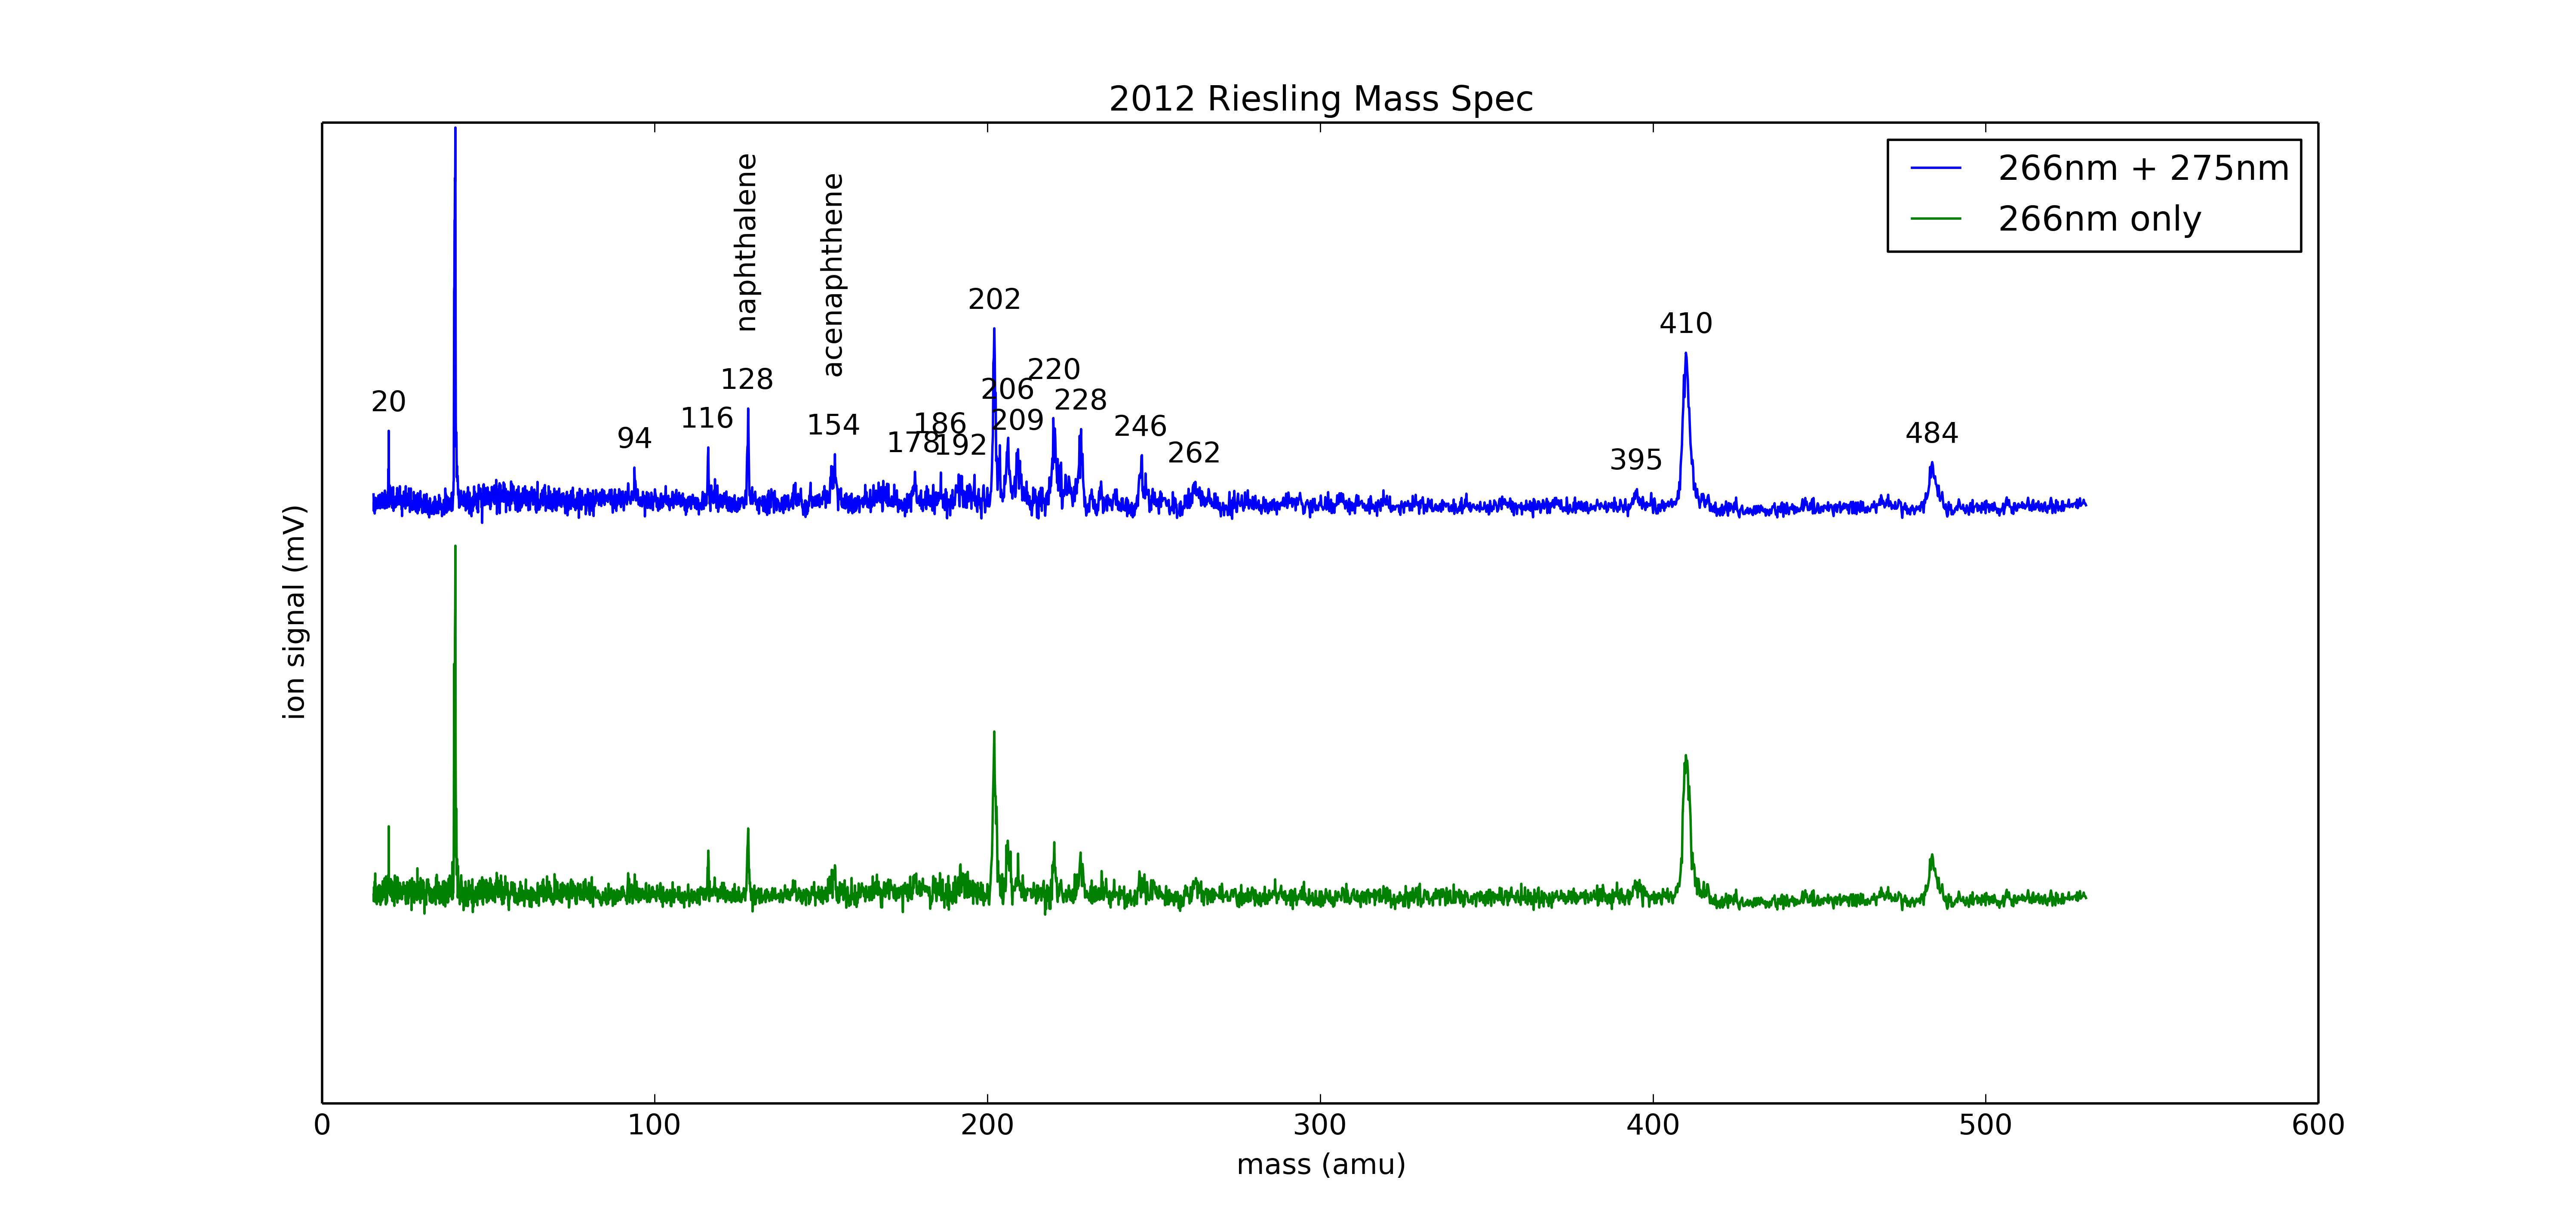 2012 Riesling Mass Spec
266nm + 275nm
266nm only
naphthalene
acenaphthene
20
94
116
128
154
178
186
192
202
206
209
220
228
246
262
395
410
484
ion signal (mV)
0 100 200 300 400 500 600
mass (amu)